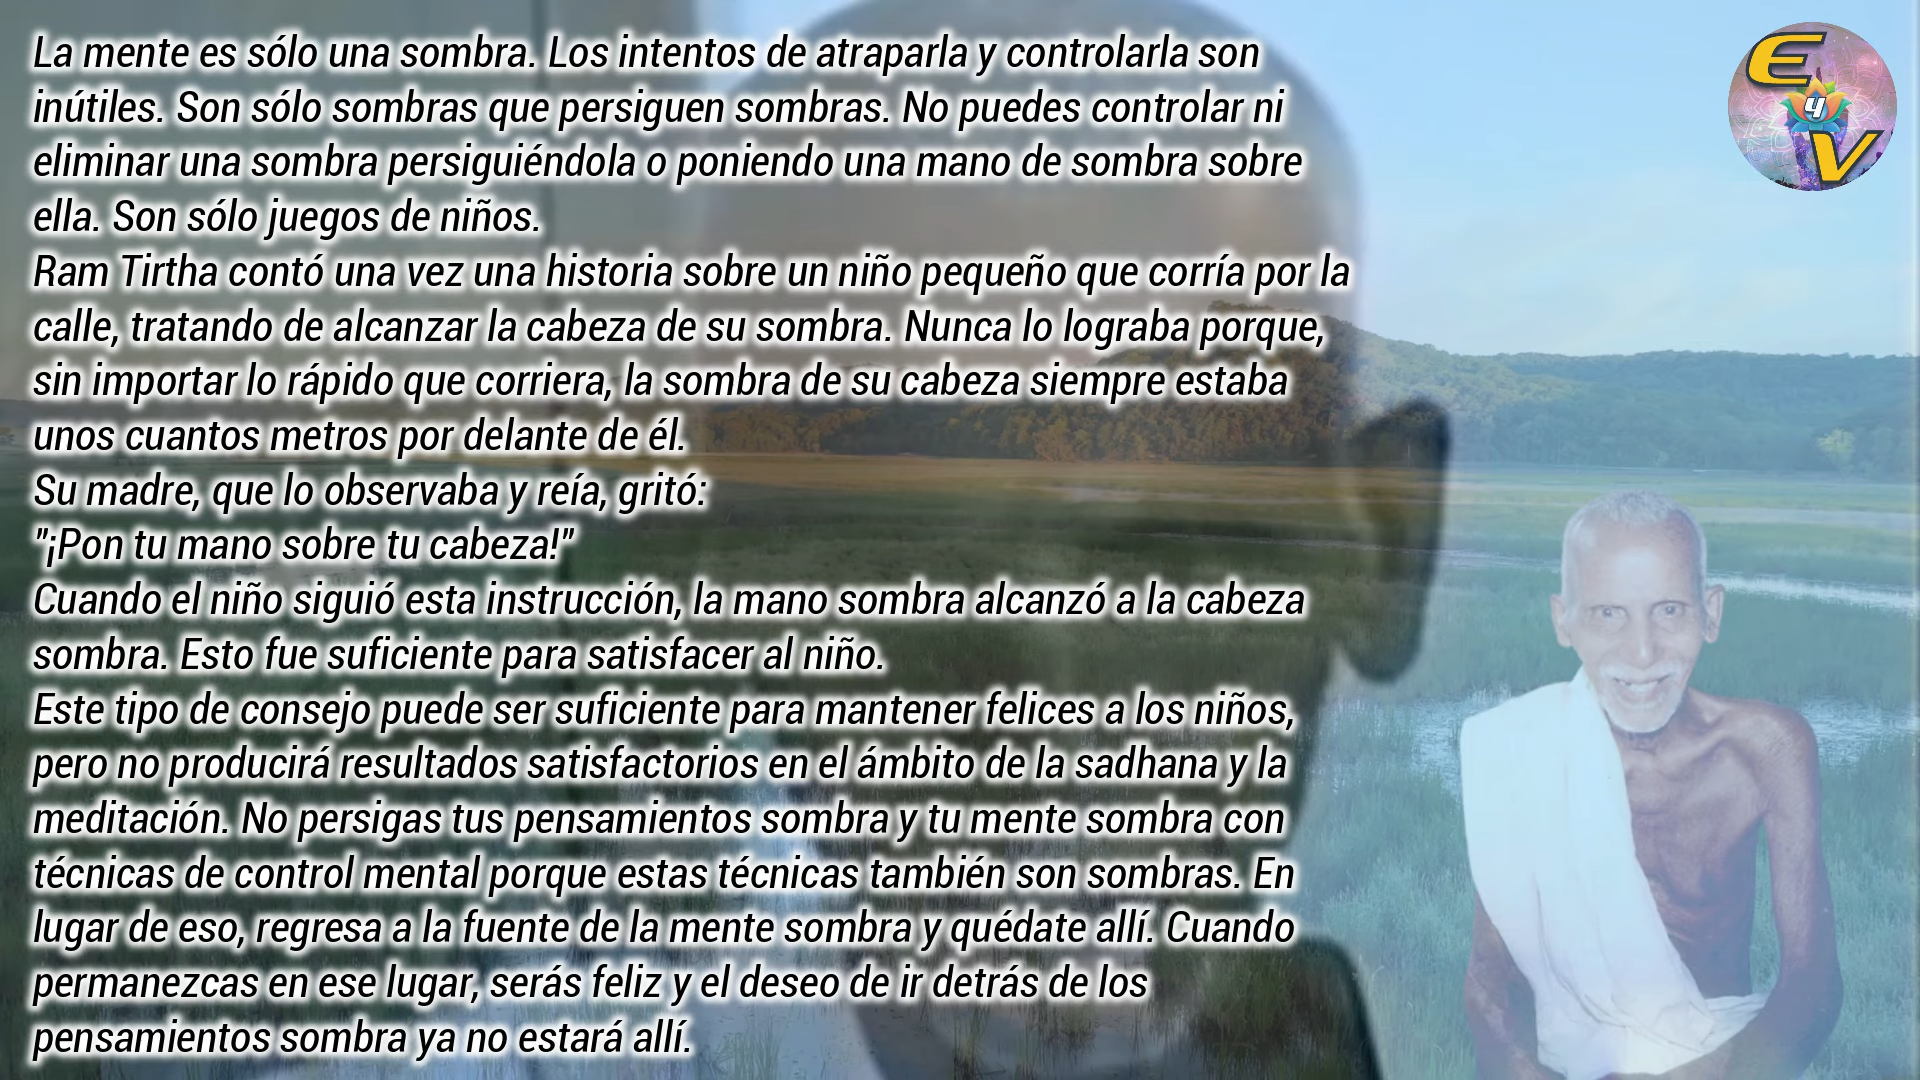 La mente es sólo una sombra. Los intentos de atraparla y controlarla son
inútiles. Son sólo sombras que persiguen sombras. No puedes controlar ni
eliminar una sombra persiguiéndola o poniendo una mano de sombra sobre
ella. Son sólo juegos de niños.
Ram Tirtha contó una vez una historia sobre un niño pequeño que corría por la
calle, tratando de alcanzar la cabeza de su sombra. Nunca lo lograba porque,
sin importar lo rápido que corriera, la sombra de su cabeza siempre estaba
unos cuantos metros por delante de él.
Su madre, que lo observaba y reía, gritó:
"¡Pon tu mano sobre tu cabeza!"
Cuando el niño siguió esta instrucción, la mano sombra alcanzó a la cabeza
sombra. Esto fue suficiente para satisfacer al niño.
Este tipo de consejo puede ser suficiente para mantener felices a los niños,
pero no producirá resultados satisfactorios en el ámbito de la sadhana y la
meditación. No persigas tus pensamientos sombra y tu mente sombra con
técnicas de control mental porque estas técnicas también son sombras. En
lugar de eso, regresa a la fuente de la mente sombra y quédate allí. Cuando
permanezcas en ese lugar, serás feliz y el deseo de ir detrás de los
pensamientos sombra ya no estará allí.
E
4
V